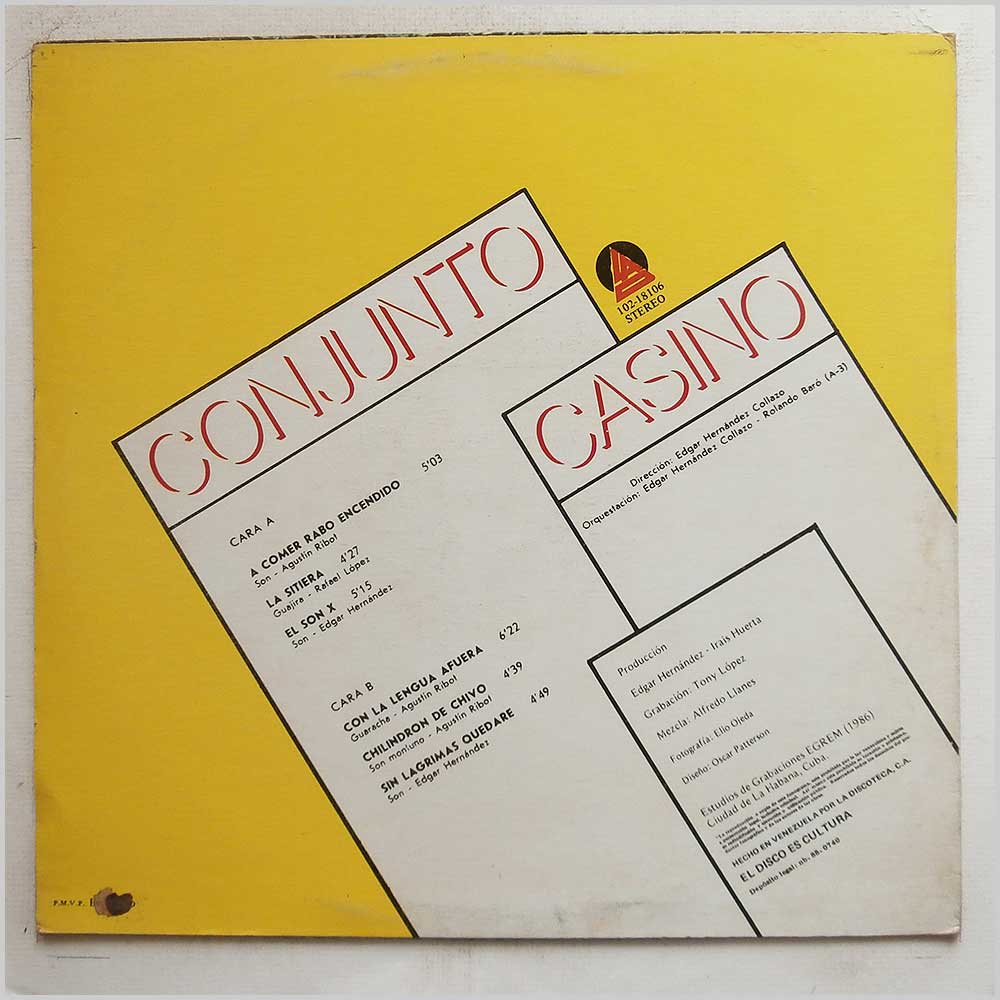 CONJUNTO
CASINO
102-18106
STEREO
Dirección: Edgar Hernández Collazo
Orquestación: Edgar Hernández Collazo - Rolando Baró (A-3)
CARA A
A COMER RABO ENCENDIDO 5'03
Son - Agustín Ribot
LA SITIERA 4'27
Guajira - Rafael López
EL SON X 5'15
Son - Edgar Hernández
CARA B
CON LA LENGUA AFUERA 6'22
Guaracha - Agustín Ribot
CHILINDRON DE CHIVO 4'39
Son montuno - Agustín Ribot
SIN LAGRIMAS QUEDARE 4'49
Son - Edgar Hernández
Producción
Edgar Hernández - Irais Huerta
Grabación: Tony López
Mezcla: Alfredo Llanes
Fotografía: Elio Ojeda
Diseño: Oscar Patterson
Estudios de Grabaciones EGREM (1986)
Ciudad de La Habana, Cuba.
HECHO EN VENEZUELA POR LA DISCOTECA, C.A.
EL DISCO ES CULTURA
Depósito legal: nb-88-0740
P.M.V.P.